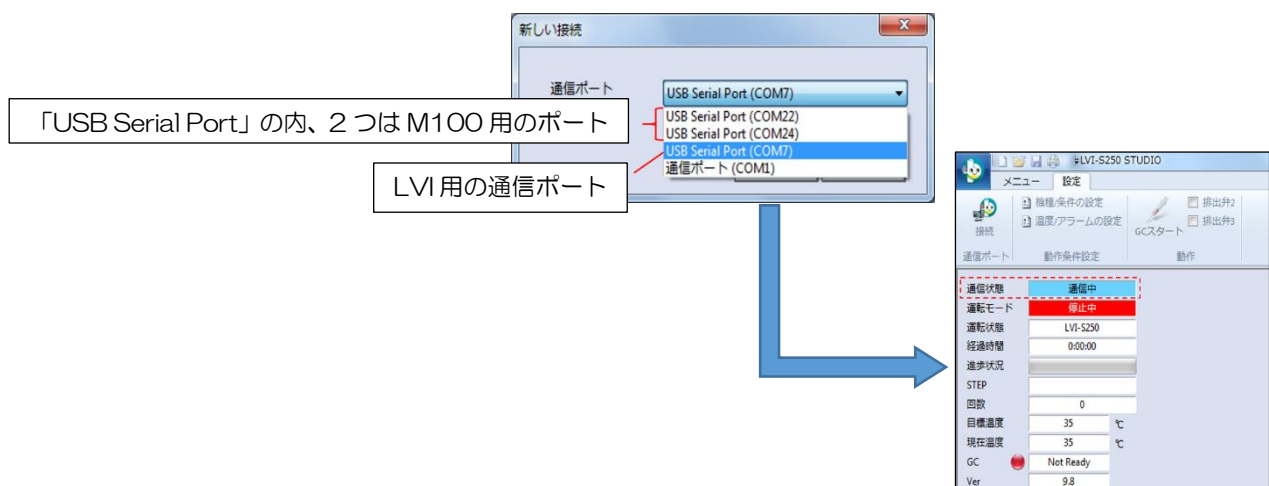 新しい接続
X
通信ポート
USB Serial Port (COM7)
USB Serial Port (COM22)
USB Serial Port (COM24)
USB Serial Port (COM7)
通信ポート (COM1)
「USB Serial Port」の内、2つは M100 用のポート
LVI 用の通信ポート
LVI-S250 STUDIO
メニュー 設定
接続
機種/条件の設定
温度/アラームの設定
GCスタート
排出弁2
排出弁3
通信ポート 動作条件設定 動作
通信状態 通信中
運転モード 停止中
運転状態 LVI-S250
経過時間 0:00:00
進歩状況
STEP
回数 0
目標温度 35 ℃
現在温度 35 ℃
GC Not Ready
Ver 9.8